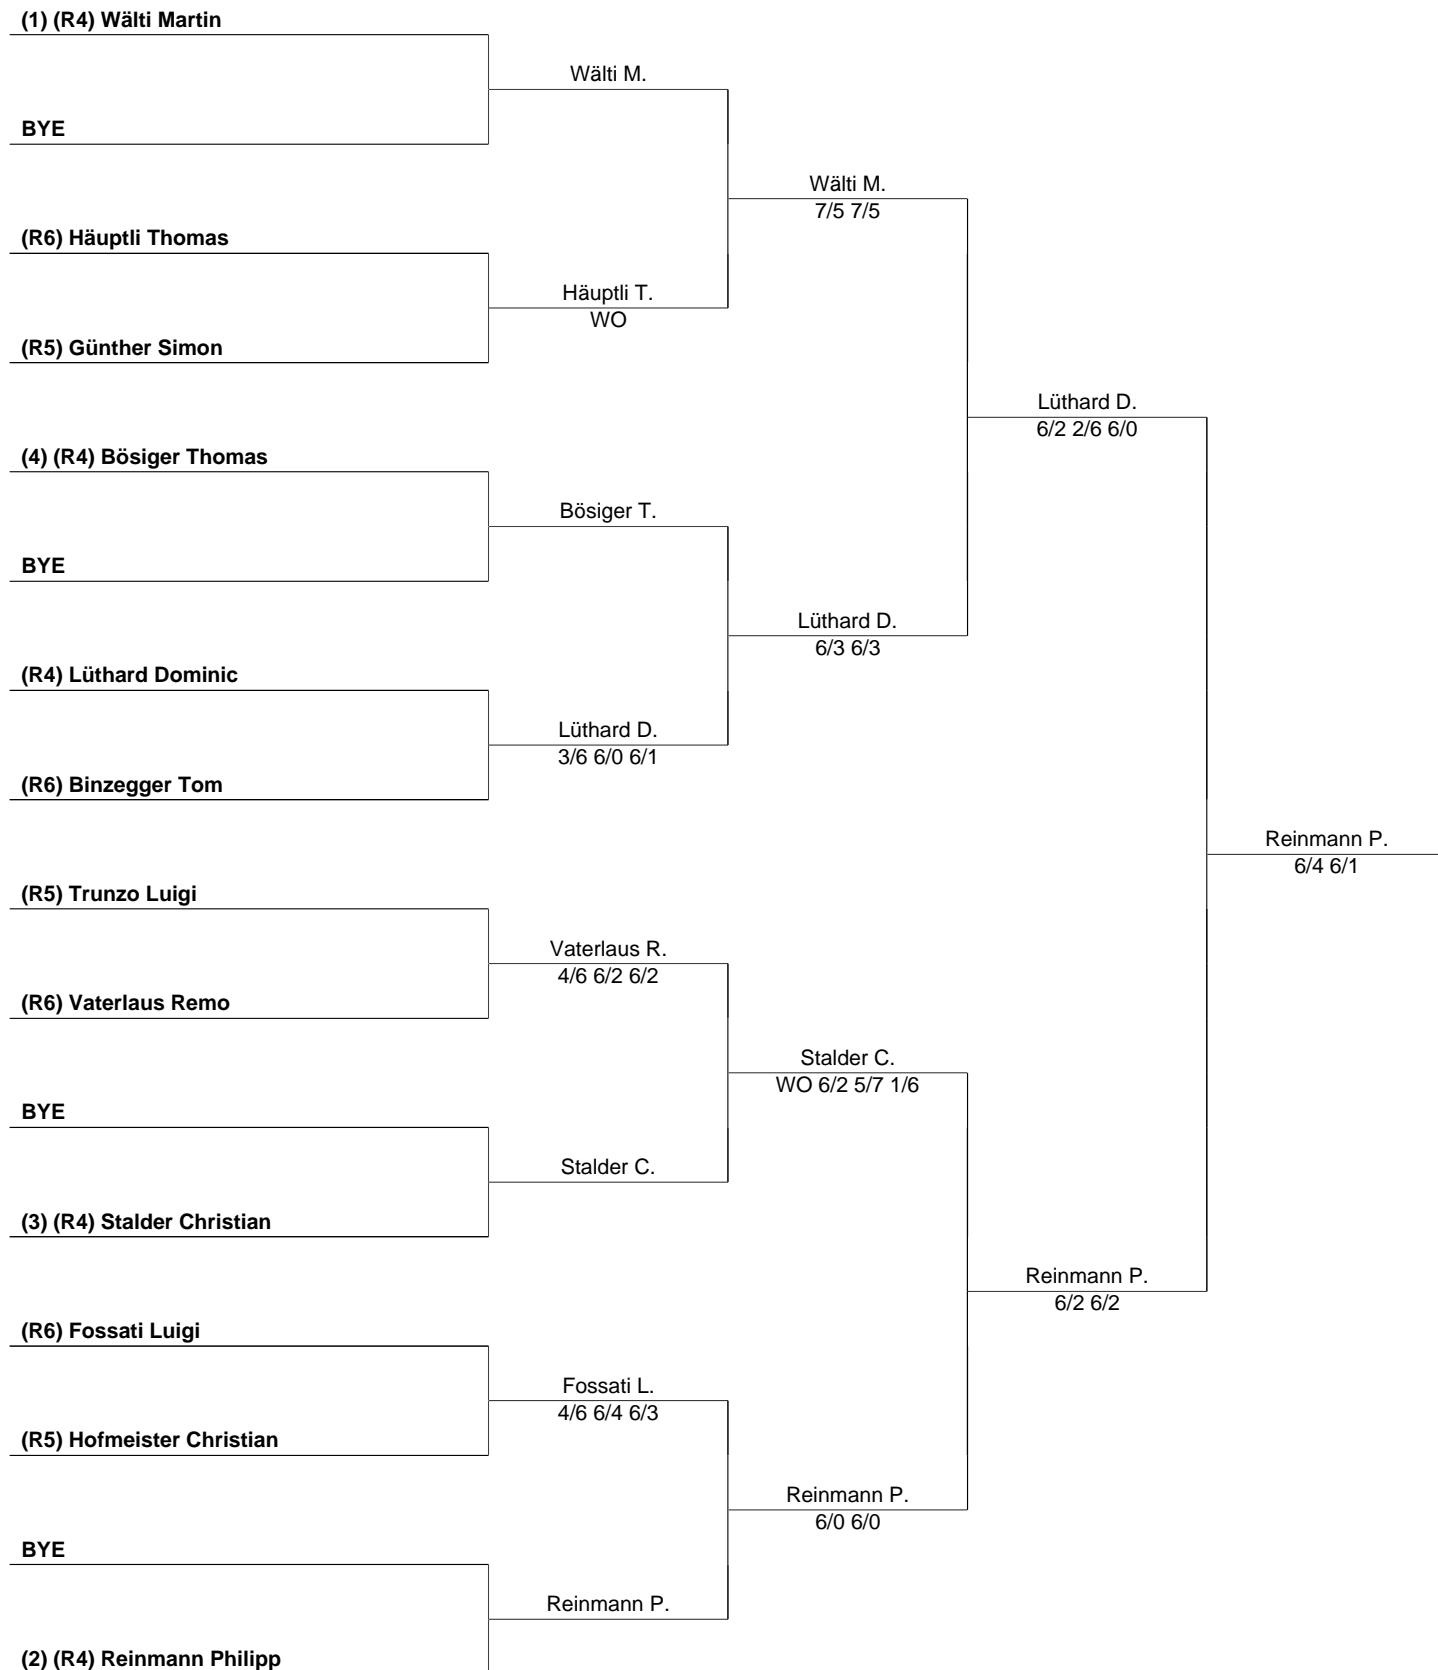 (1) (R4) Wälti Martin
Wälti M.
BYE
Wälti M.
7/5 7/5
(R6) Häuptli Thomas
Häuptli T.
WO
(R5) Günther Simon
Lüthard D.
6/2 2/6 6/0
(4) (R4) Bösiger Thomas
Bösiger T.
BYE
Lüthard D.
6/3 6/3
(R4) Lüthard Dominic
Lüthard D.
3/6 6/0 6/1
(R6) Binzegger Tom
Reinmann P.
6/4 6/1
(R5) Trunzo Luigi
Vaterlaus R.
4/6 6/2 6/2
(R6) Vaterlaus Remo
Stalder C.
WO 6/2 5/7 1/6
BYE
Stalder C.
(3) (R4) Stalder Christian
Reinmann P.
6/2 6/2
(R6) Fossati Luigi
Fossati L.
4/6 6/4 6/3
(R5) Hofmeister Christian
Reinmann P.
6/0 6/0
BYE
Reinmann P.
(2) (R4) Reinmann Philipp